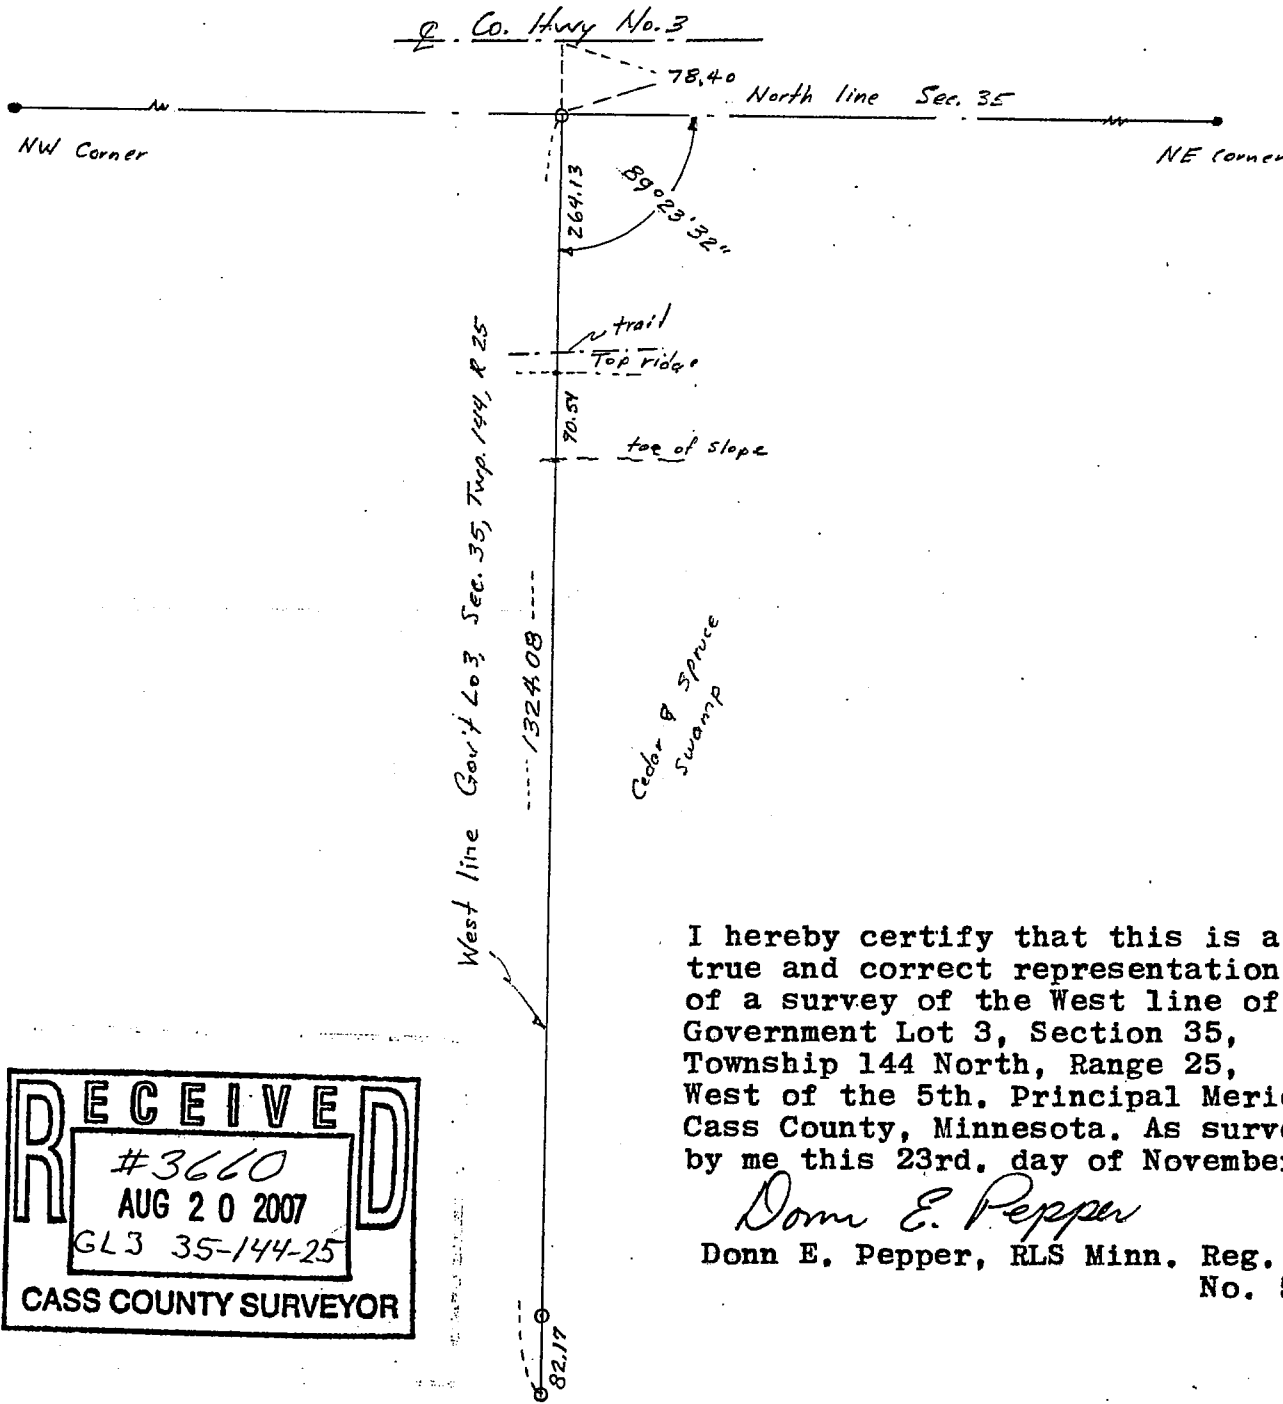 ℄ Co. Hwy No. 3
78.40
North line Sec. 35
NW Corner
NE Corner
264.13
89°23'32"
trail
Top ridge
70.54
toe of slope
West line Gov't Lo3, Sec. 35, Twp. 144, R 25
1324.08
Cedar & Spruce
Swamp
I hereby certify that this is a
true and correct representation
of a survey of the West line of
Government Lot 3, Section 35,
Township 144 North, Range 25,
West of the 5th. Principal Meri
Cass County, Minnesota. As surv
by me this 23rd. day of November
Donn E. Pepper
Donn E. Pepper, RLS Minn. Reg.
No.
RECEIVED
#3660
AUG 20 2007
GL3 35-144-25
CASS COUNTY SURVEYOR
82.17